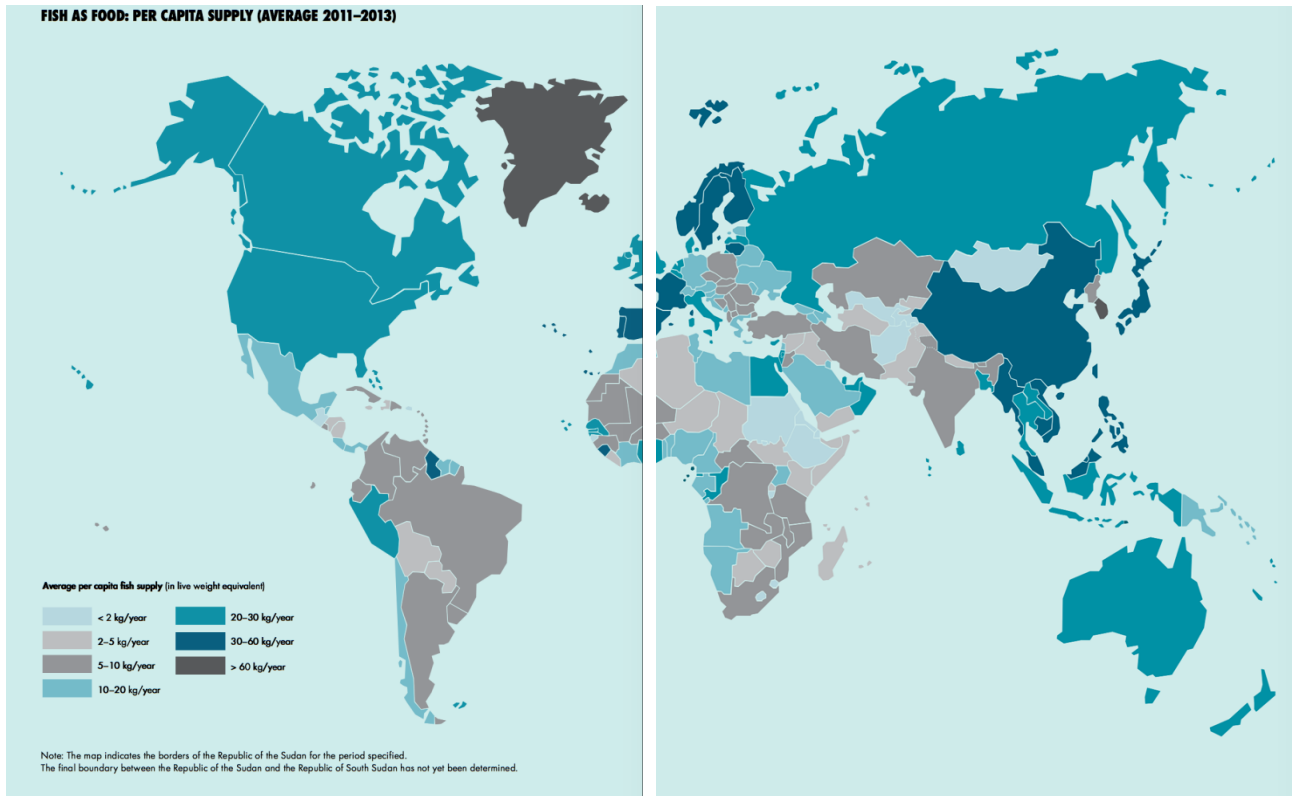 FISH AS FOOD: PER CAPITA SUPPLY (AVERAGE 2011–2013)
Average per capita fish supply (in live weight equivalent)
< 2 kg/year
2–5 kg/year
5–10 kg/year
10–20 kg/year
20–30 kg/year
30–60 kg/year
> 60 kg/year
Note: The map indicates the borders of the Republic of the Sudan for the period specified.
The final boundary between the Republic of the Sudan and the Republic of South Sudan has not yet been determined.